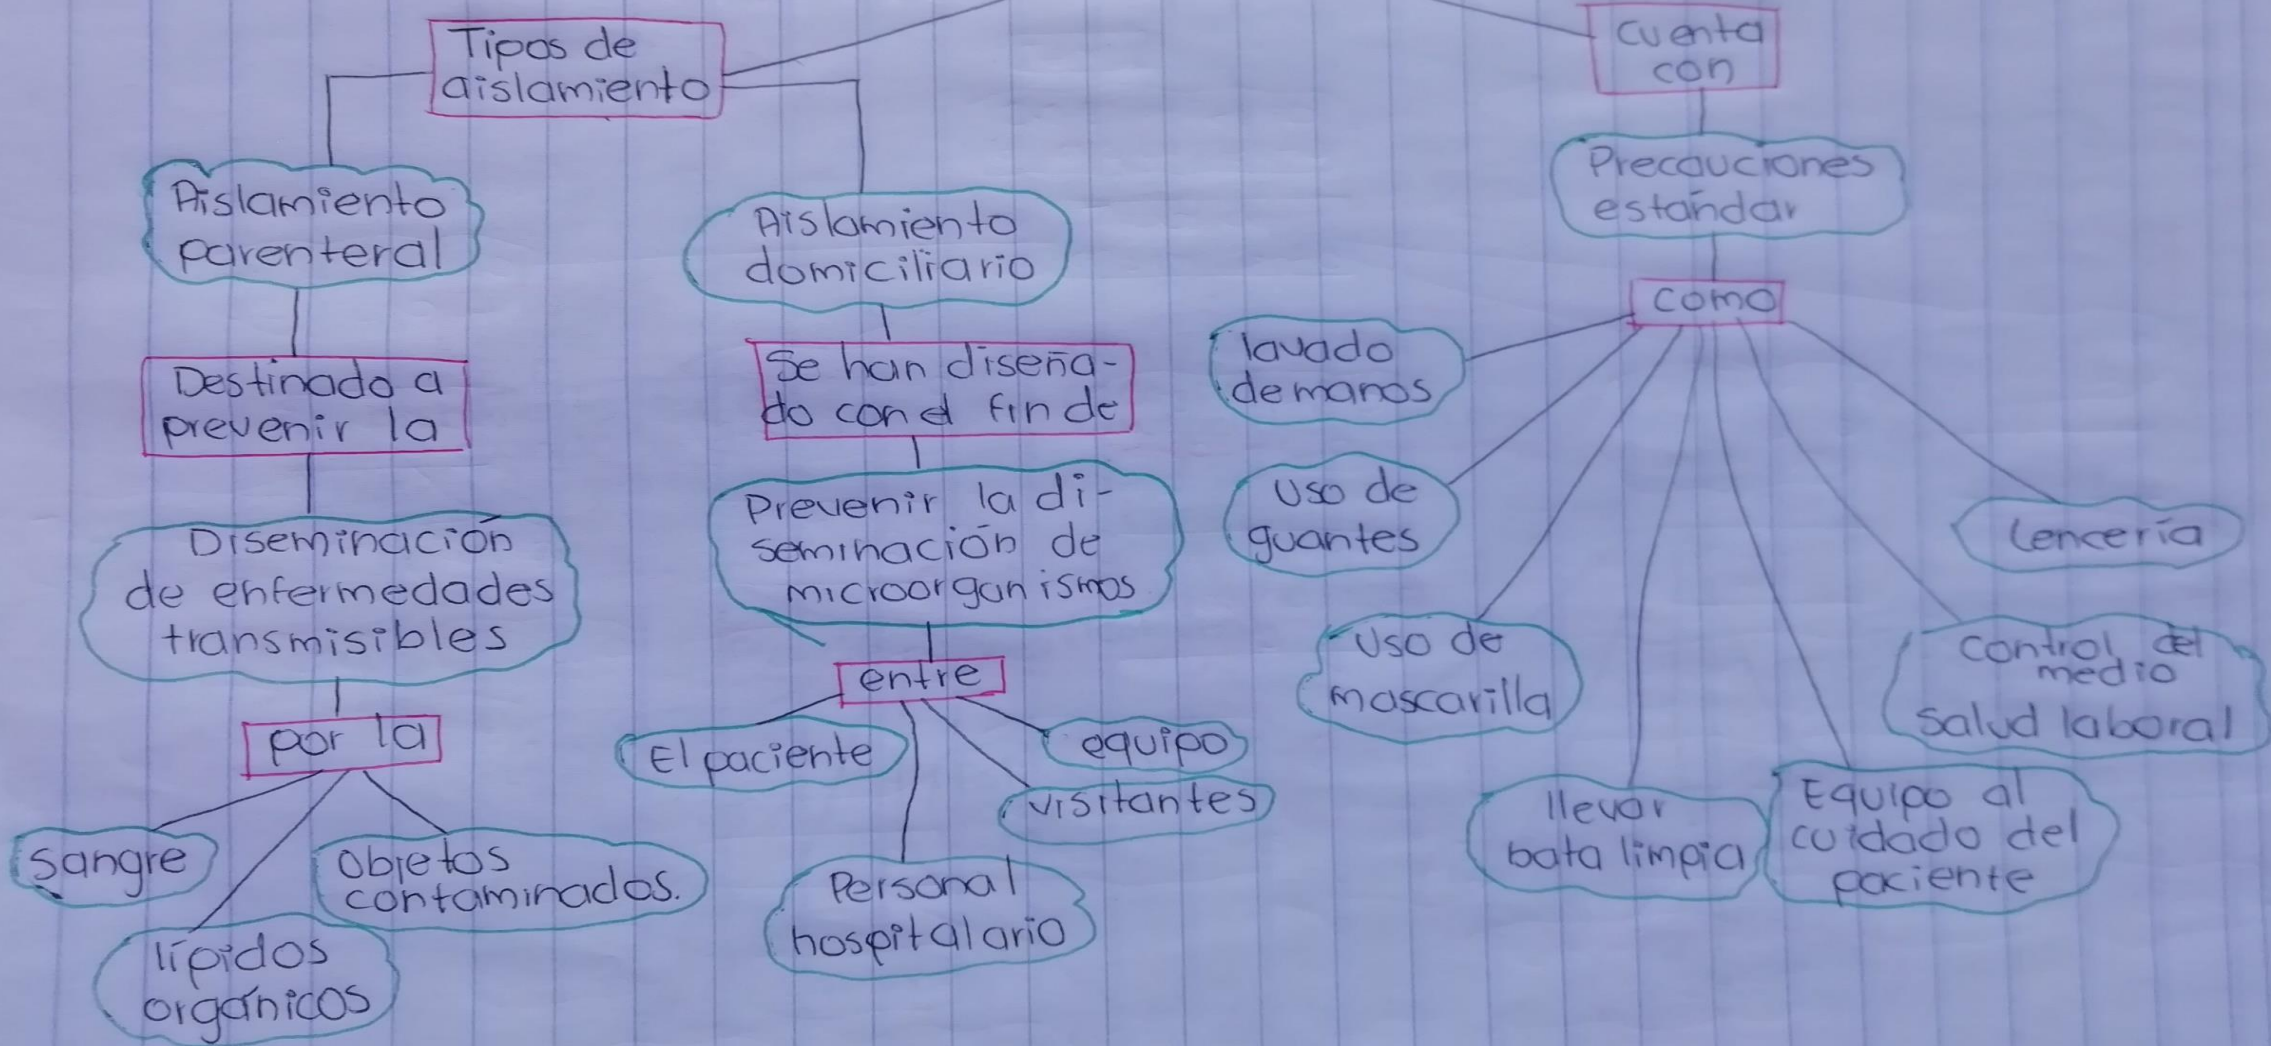 Tipos de
aislamiento
Aislamiento
parenteral
Destinado a
prevenir la
Diseminación
de enfermedades
transmisibles
por la
sangre
lípidos
orgánicos
objetos
contaminados.
Aislamiento
domiciliario
Se han diseña-
do con el fin de
Prevenir la di-
seminación de
microorganismos
entre
El paciente
Personal
hospitalario
visitantes
equipo
cuenta
con
Precauciones
estándar
como
lavado
de manos
uso de
guantes
uso de
mascarilla
llevar
bata limpia
Equipo al
cuidado del
paciente
control del
medio
salud laboral
lencería